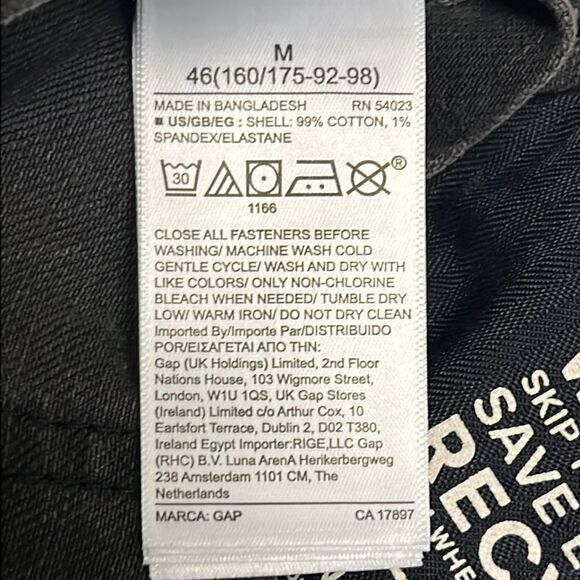 M
46(160/175-92-98)
MADE IN BANGLADESH RN 54023
US/GB/EG : SHELL: 99% COTTON, 1%
SPANDEX/ELASTANE
30
®
1166
CLOSE ALL FASTENERS BEFORE
WASHING/ MACHINE WASH COLD
GENTLE CYCLE/ WASH AND DRY WITH
LIKE COLORS/ ONLY NON-CHLORINE
BLEACH WHEN NEEDED/ TUMBLE DRY
LOW/ WARM IRON/ DO NOT DRY CLEAN
Imported By/Importe Par/DISTRIBUIDO
POR/ΕΙΣΑΓΕΤΑΙ ΑΠΟ ΤΗΝ:
Gap (UK Holdings) Limited, 2nd Floor
Nations House, 103 Wigmore Street,
London, W1U 1QS, UK Gap Stores
(Ireland) Limited c/o Arthur Cox, 10
Earlsfort Terrace, Dublin 2, D02 T380,
Ireland Egypt Importer:RIGE,LLC Gap
(RHC) B.V. Luna ArenA Herikerbergweg
238 Amsterdam 1101 CM, The
Netherlands
MARCA: GAP CA 17897
SKIP
SAVE
RECY
WHE